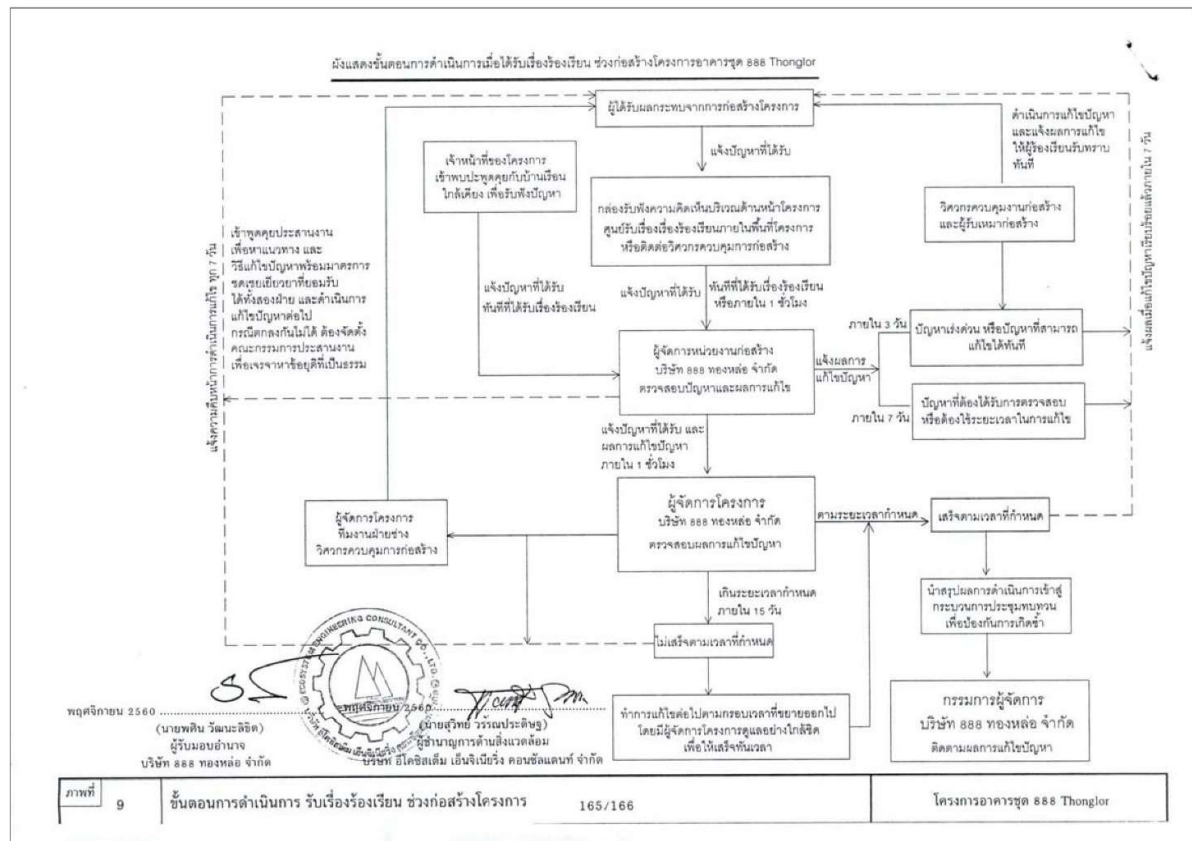 ผังแสดงขั้นตอนการดำเนินการเมื่อได้รับเรื่องร้องเรียน ช่วงก่อสร้างโครงการอาคารชุด 888 Thonglor
ผู้ได้รับผลกระทบจากการก่อสร้างโครงการ
แจ้งปัญหาที่ได้รับ
ดำเนินการแก้ไขปัญหา
และแจ้งผลการแก้ไข
ให้ผู้ร้องเรียนรับทราบ
ทันที
เจ้าหน้าที่ของโครงการ
เข้าพบปะพูดคุยกับบ้านเรือน
ใกล้เคียง เพื่อรับฟังปัญหา
กล่องรับฟังความคิดเห็นบริเวณด้านหน้าโครงการ
ศูนย์รับเรื่องเรื่องร้องเรียนภายในพื้นที่โครงการ
หรือติดต่อวิศวกรควบคุมการก่อสร้าง
วิศวกรควบคุมงานก่อสร้าง
และผู้รับเหมาก่อสร้าง
แจ้งผลเมื่อแก้ไขปัญหาเรียบร้อยแล้วภายใน 7 วัน
แจ้งความคืบหน้าการดำเนินการแก้ไข ทุก 7 วัน
เข้าพูดคุยประสานงาน
เพื่อหาแนวทาง และ
วิธีแก้ไขปัญหาพร้อมมาตรการ
ชดเชยเยียวยาที่ยอมรับ
ได้ทั้งสองฝ่าย และดำเนินการ
แก้ไขปัญหาต่อไป
กรณีตกลงกันไม่ได้ ต้องจัดตั้ง
คณะกรรมการประสานงาน
เพื่อเจรจาหาข้อยุติที่เป็นธรรม
แจ้งปัญหาที่ได้รับ
ทันทีที่ได้รับเรื่องร้องเรียน
แจ้งปัญหาที่ได้รับ
ทันทีที่ได้รับเรื่องร้องเรียน
หรือภายใน 1 ชั่วโมง
ผู้จัดการหน่วยงานก่อสร้าง
บริษัท 888 ทองหล่อ จำกัด
ตรวจสอบปัญหาและผลการแก้ไข
แจ้งผลการ
แก้ไขปัญหา
ภายใน 3 วัน
ปัญหาเร่งด่วน หรือปัญหาที่สามารถ
แก้ไขได้ทันที
ภายใน 7 วัน
ปัญหาที่ต้องได้รับการตรวจสอบ
หรือต้องใช้ระยะเวลาในการแก้ไข
แจ้งปัญหาที่ได้รับ และ
ผลการแก้ไขปัญหา
ภายใน 1 ชั่วโมง
ผู้จัดการโครงการ
ทีมงานฝ่ายช่าง
วิศวกรควบคุมการก่อสร้าง
ผู้จัดการโครงการ
บริษัท 888 ทองหล่อ จำกัด
ตรวจสอบผลการแก้ไขปัญหา
ตามระยะเวลากำหนด
เสร็จตามเวลาที่กำหนด
เกินระยะเวลากำหนด
ภายใน 15 วัน
ไม่เสร็จตามเวลาที่กำหนด
นำสรุปผลการดำเนินการเข้าสู่
กระบวนการประชุมทบทวน
เพื่อป้องกันการเกิดซ้ำ
ทำการแก้ไขต่อไปตามกรอบเวลาที่ขยายออกไป
โดยมีผู้จัดการโครงการดูแลอย่างใกล้ชิด
เพื่อให้เสร็จทันเวลา
กรรมการผู้จัดการ
บริษัท 888 ทองหล่อ จำกัด
ติดตามผลการแก้ไขปัญหา
ECOSYSTEM ENGINEERING CONSULTANT CO., LTD.
พฤศจิกายน 2560
(นายพศิน วัฒนะลิขิต)
ผู้รับมอบอำนาจ
บริษัท 888 ทองหล่อ จำกัด
พฤศจิกายน 2560
(นายสุวิทย์ วรรณประดิษฐ)
ผู้ชำนาญการด้านสิ่งแวดล้อม
บริษัท อีโคซิสเต็ม เอ็นจิเนียริ่ง คอนซัลแตนท์ จำกัด
ภาพที่ 9
ขั้นตอนการดำเนินการ รับเรื่องร้องเรียน ช่วงก่อสร้างโครงการ 165/166
โครงการอาคารชุด 888 Thonglor